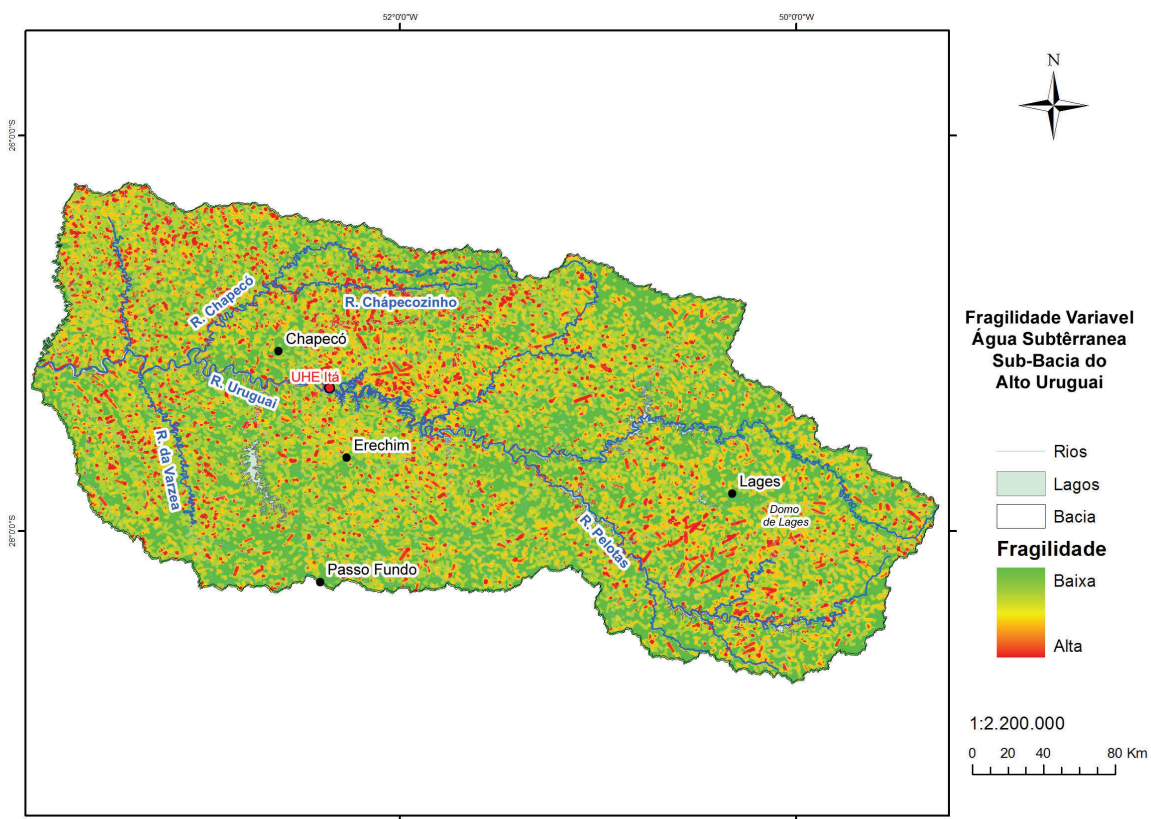 52°0'0"W
50°0'0"W
26°0'0"S
28°0'0"S
N
R. Chapecó
R. Chápecozinho
Chapecó
UHE Itá
R. Uruguai
R. da Varzea
Erechim
Lages
Domo
de Lages
R. Pelotas
Passo Fundo
Fragilidade Variavel
Água Subtêrranea
Sub-Bacia do
Alto Uruguai
Rios
Lagos
Bacia
Fragilidade
Baixa
Alta
1:2.200.000
0 20 40 80 Km